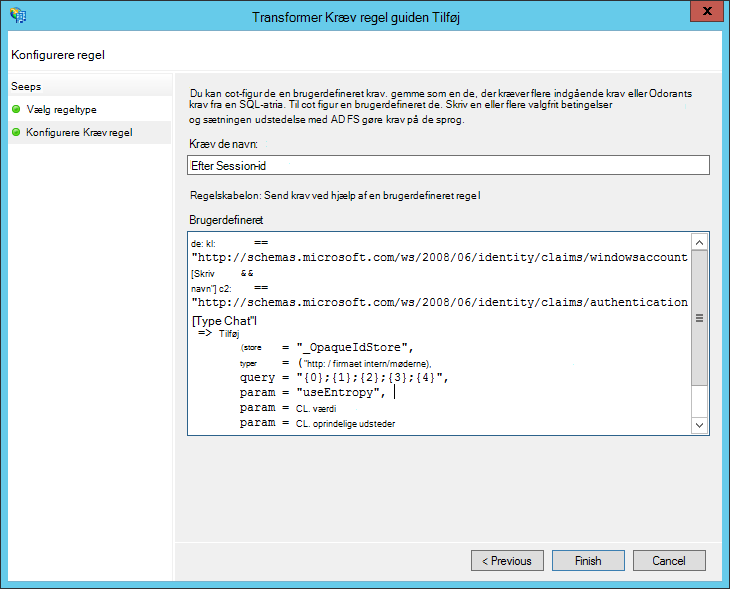 Transformer Kræv regel guiden Tilføj
x
Konfigurere regel
Seeps
Vælg regeltype
Konfigurere Kræv regel
Du kan cot-figur de en brugerdefineret krav. gemme som en de, der kræver flere indgående krav eller Odorants
krav fra en SQL-atria. Til cot figur en brugerdefineret de. Skriv en eller flere valgfrit betingelser
og sætningen udstedelse med AD FS gøre krav på de sprog.
Kræv de navn:
Efter Session-id
Regelskabelon: Send krav ved hjælp af en brugerdefineret regel
Brugerdefineret
de: kl: ==
"http://schemas.microsoft.com/ws/2008/06/identity/claims/windowsaccount
[Skriv &&
navn"] c2: ==
"http://schemas.microsoft.com/ws/2008/06/identity/claims/authentication
[Type Chat"l
=> Tilføj
(store = "_OpaqueIdStore",
typer = ("http: / firmaet intern/møderne),
query = "{0};{1};{2};{3};{4}",
param = "useEntropy",
param = CL. værdi
param = CL. oprindelige udsteder
< Previous
Finish
Cancel